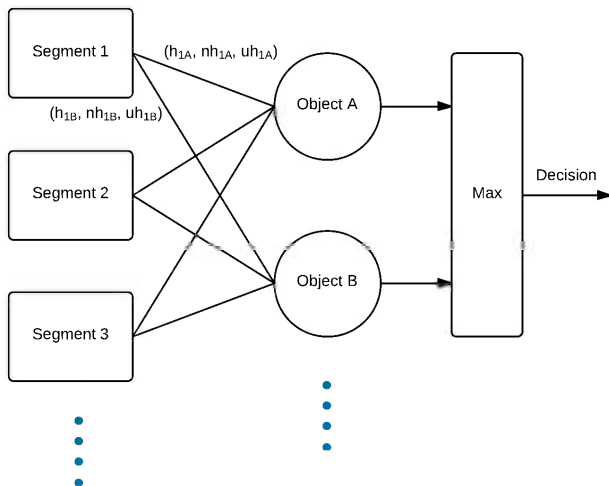 Segment 1
(h1A, nh1A, uh1A)
(h1B, nh1B, uh1B)
Object A
Segment 2
Max
Decision
Object B
Segment 3